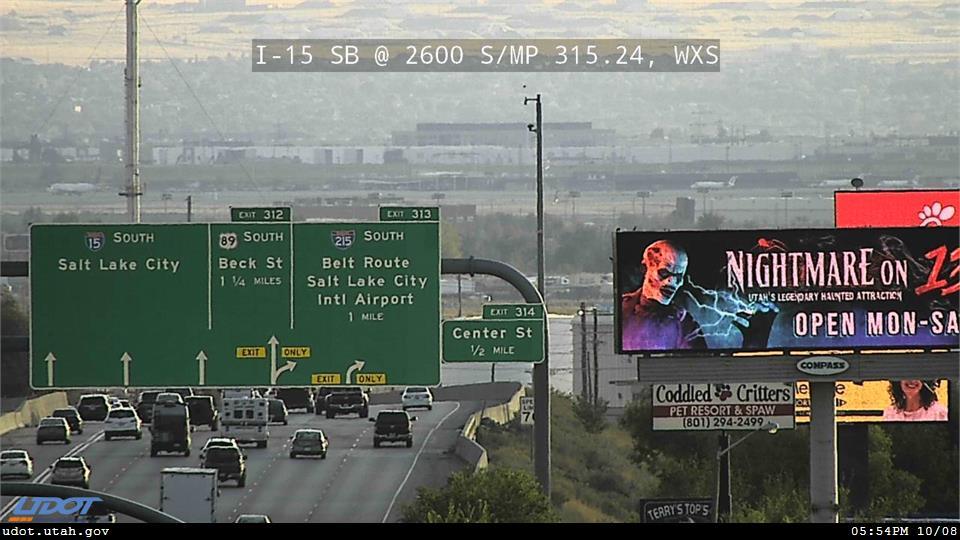 I-15 SB @ 2600 S/MP 315.24, WXS
EXIT 312
EXIT 313
15 SOUTH
Salt Lake City
89 SOUTH
Beck St
1 1/4 MILES
215 SOUTH
Belt Route
Salt Lake City
Intl Airport
1 MILE
EXIT ONLY
EXIT ONLY
EXIT 314
Center St
1/2 MILE
NIGHTMARE ON 13
UTAH'S LEGENDARY HAUNTED ATTRACTION
OPEN MON-SA
COMPASS
Coddled Critters
PET RESORT & SPAW
(801) 294-2499
TERRY'S TOPS
UDOT
udot.utah.gov
05:54PM 10/08